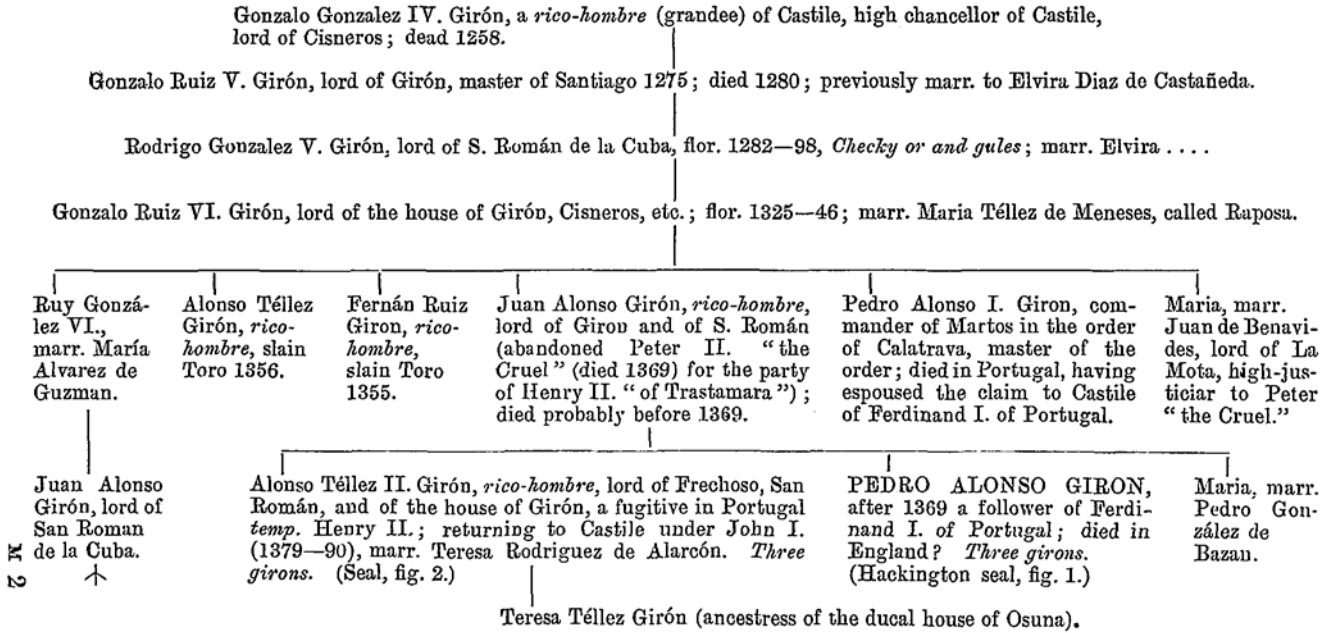 Gonzalo Gonzalez IV. Girón, a rico-hombre (grandee) of Castile, high chancellor of Castile,
lord of Cisneros; dead 1258.
Gonzalo Ruiz V. Girón, lord of Girón, master of Santiago 1275; died 1280; previously marr. to Elvira Diaz de Castañeda.
Rodrigo Gonzalez V. Girón, lord of S. Román de la Cuba, flor. 1282—98, Checky or and gules; marr. Elvira ....
Gonzalo Ruiz VI. Girón, lord of the house of Girón, Cisneros, etc.; flor. 1325—46; marr. Maria Téllez de Meneses, called Raposa.
Ruy Gonzá-
lez VI.,
marr. María
Alvarez de
Guzman.
Alonso Téllez
Girón, rico-
hombre, slain
Toro 1356.
Fernán Ruiz
Giron, rico-
hombre,
slain Toro
1355.
Juan Alonso Girón, rico-hombre,
lord of Giron and of S. Román
(abandoned Peter II. "the
Cruel" (died 1369) for the party
of Henry II. "of Trastamara");
died probably before 1369.
Pedro Alonso I. Giron, com-
mander of Martos in the order
of Calatrava, master of the
order; died in Portugal, having
espoused the claim to Castile
of Ferdinand I. of Portugal.
Maria, marr.
Juan de Benavi-
des, lord of La
Mota, high-jus-
ticiar to Peter
"the Cruel."
Juan Alonso
Girón, lord of
San Roman
de la Cuba.
Alonso Téllez II. Girón, rico-hombre, lord of Frechoso, San
Román, and of the house of Girón, a fugitive in Portugal
temp. Henry II.; returning to Castile under John I.
(1379—90), marr. Teresa Rodriguez de Alarcón. Three
girons. (Seal, fig. 2.)
PEDRO ALONSO GIRON,
after 1369 a follower of Ferdi-
nand I. of Portugal; died in
England? Three girons.
(Hackington seal, fig. 1.)
Maria, marr.
Pedro Gon-
zález de
Bazan.
Teresa Téllez Girón (ancestress of the ducal house of Osuna).
M 2